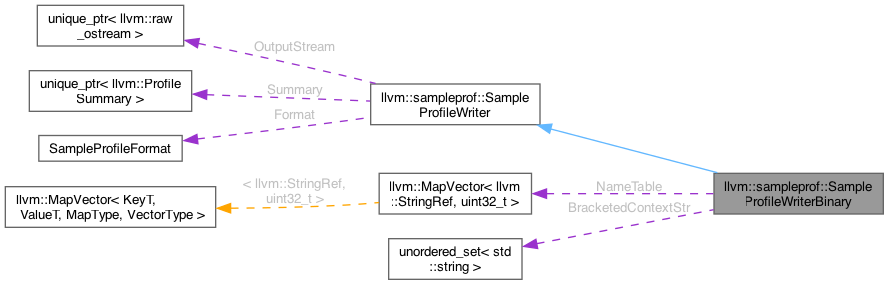 unique_ptr< llvm::raw
_ostream >
OutputStream
unique_ptr< llvm::Profile
Summary >
Summary
llvm::sampleprof::Sample
ProfileWriter
Format
SampleProfileFormat
llvm::MapVector< KeyT,
ValueT, MapType, VectorType >
< llvm::StringRef,
uint32_t >
llvm::MapVector< llvm
::StringRef, uint32_t >
NameTable
BracketedContextStr
llvm::sampleprof::Sample
ProfileWriterBinary
unordered_set< std
::string >